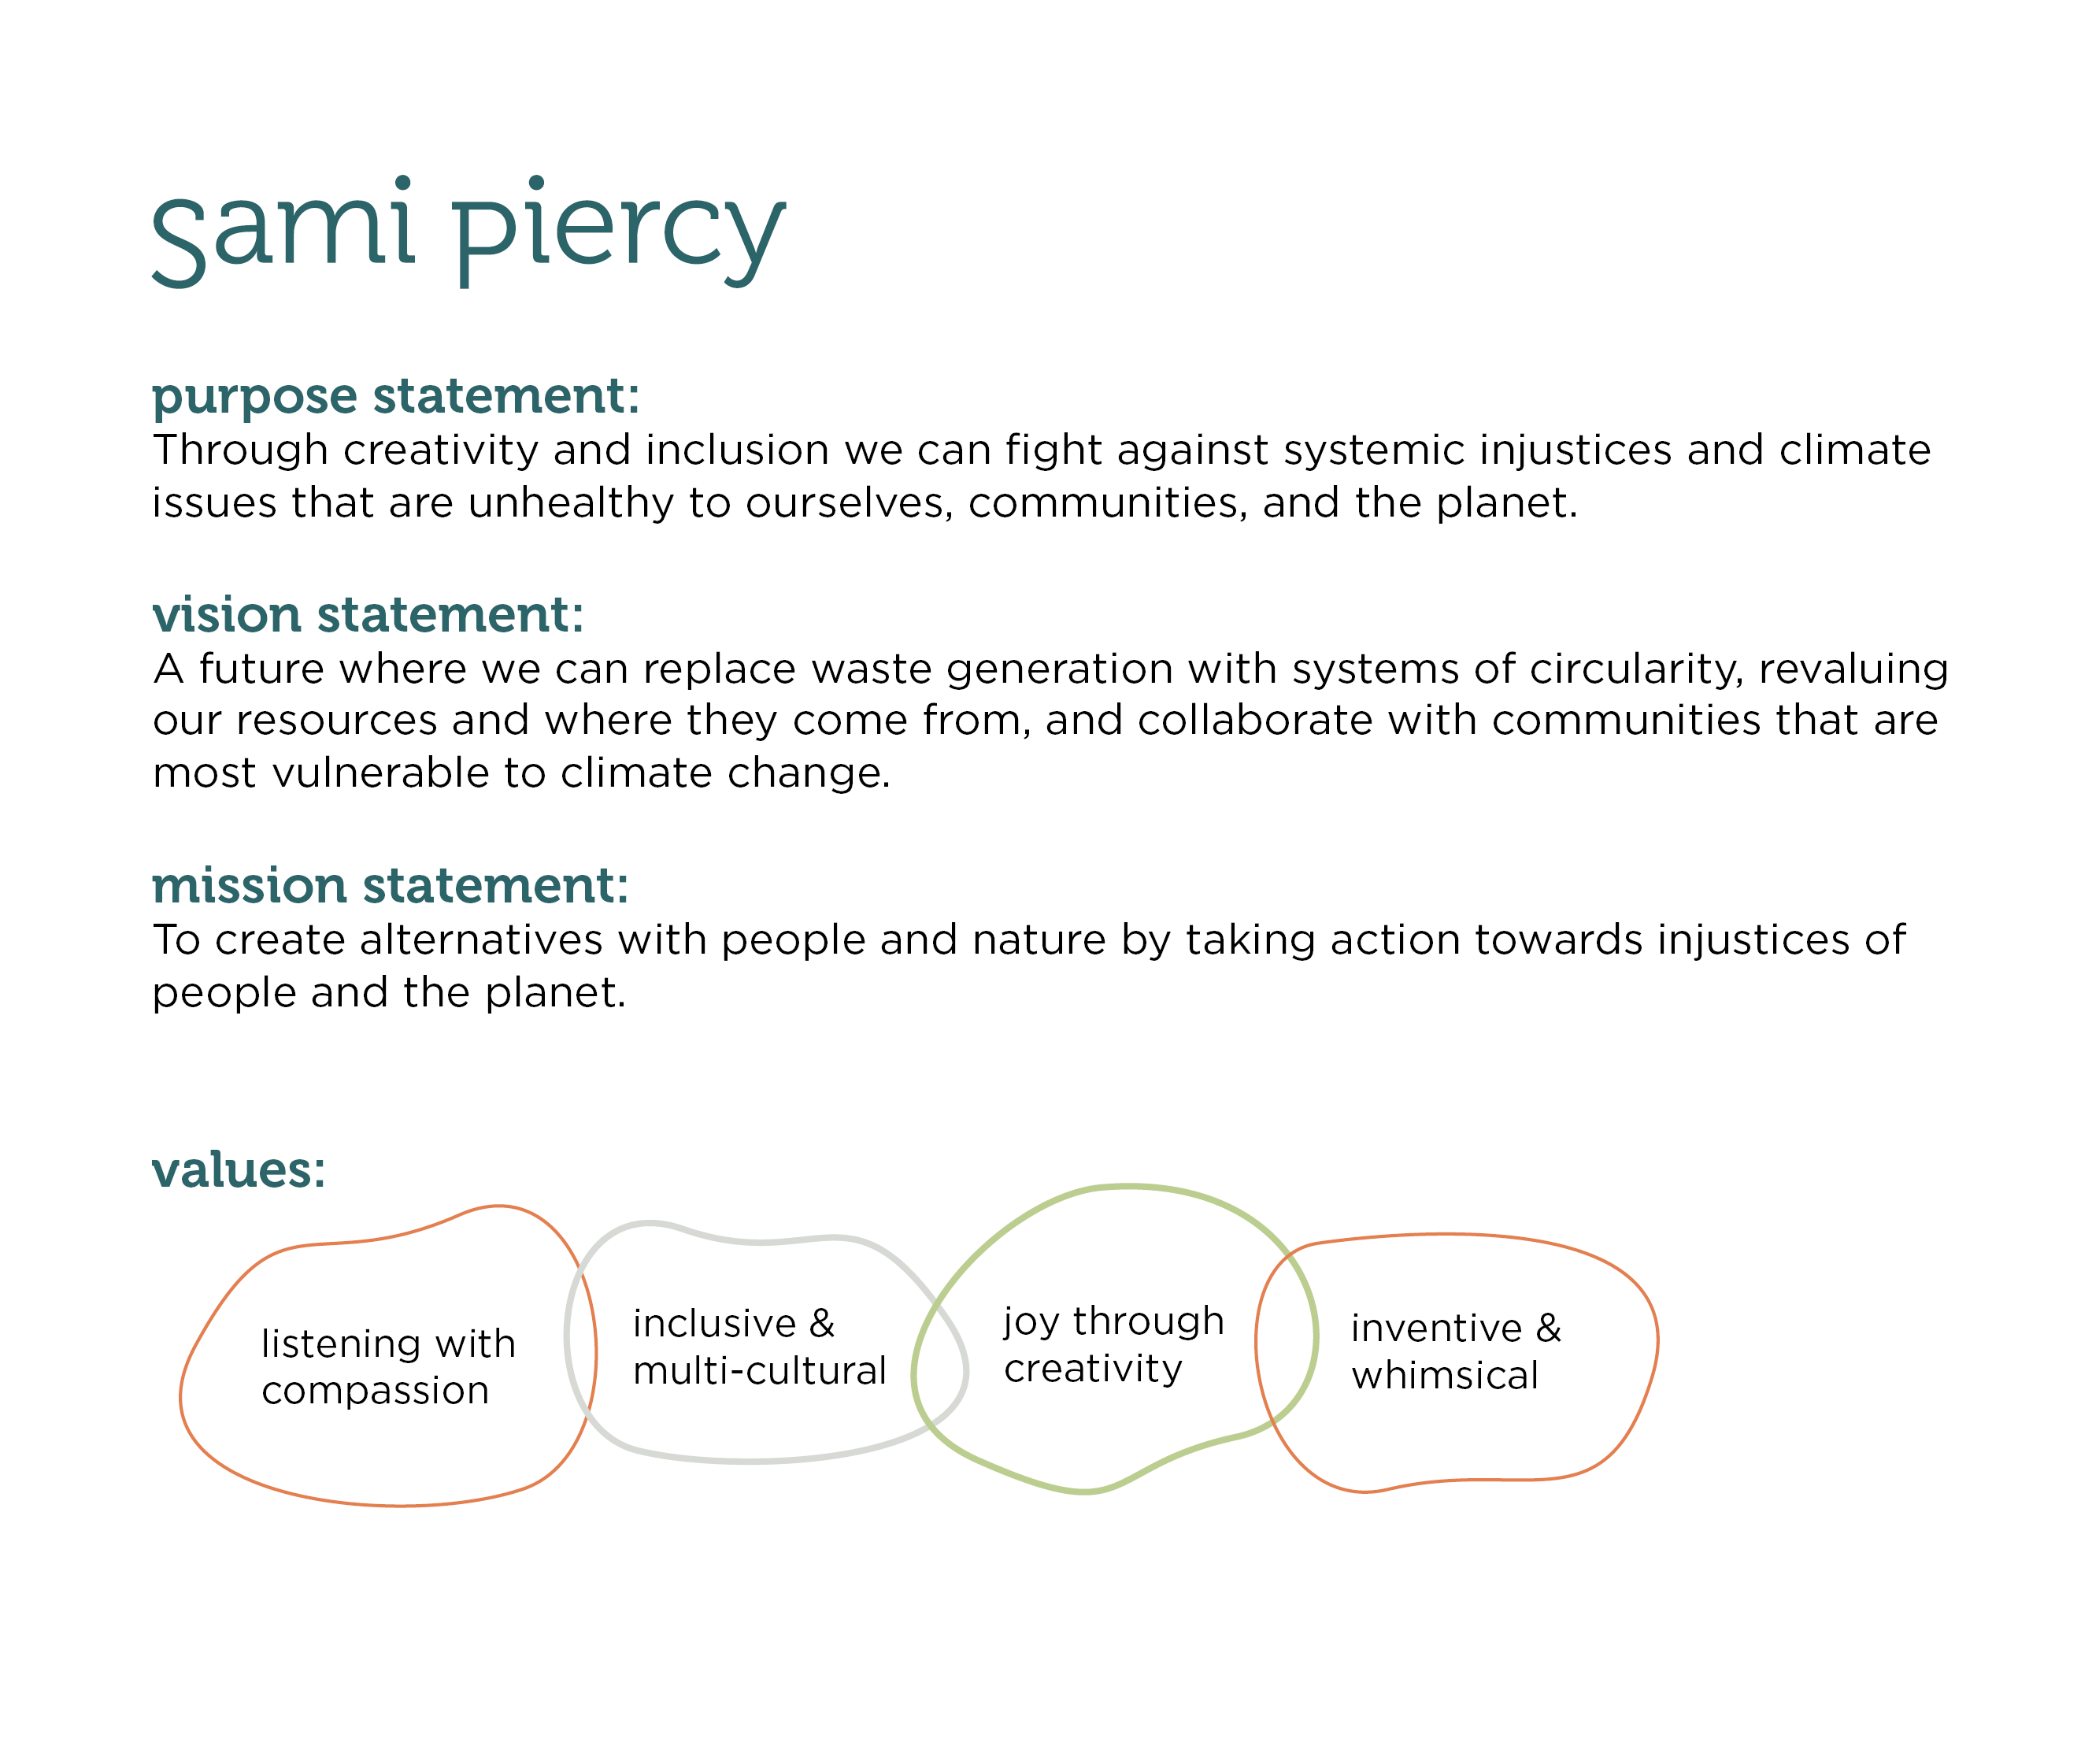 sami piercy
purpose statement:
Through creativity and inclusion we can fight against systemic injustices and climate
issues that are unhealthy to ourselves, communities, and the planet.
vision statement:
A future where we can replace waste generation with systems of circularity, revaluing
our resources and where they come from, and collaborate with communities that are
most vulnerable to climate change.
mission statement:
To create alternatives with people and nature by taking action towards injustices of
people and the planet.
values:
listening with
compassion
inclusive &
multi-cultural
joy through
creativity
inventive &
whimsical